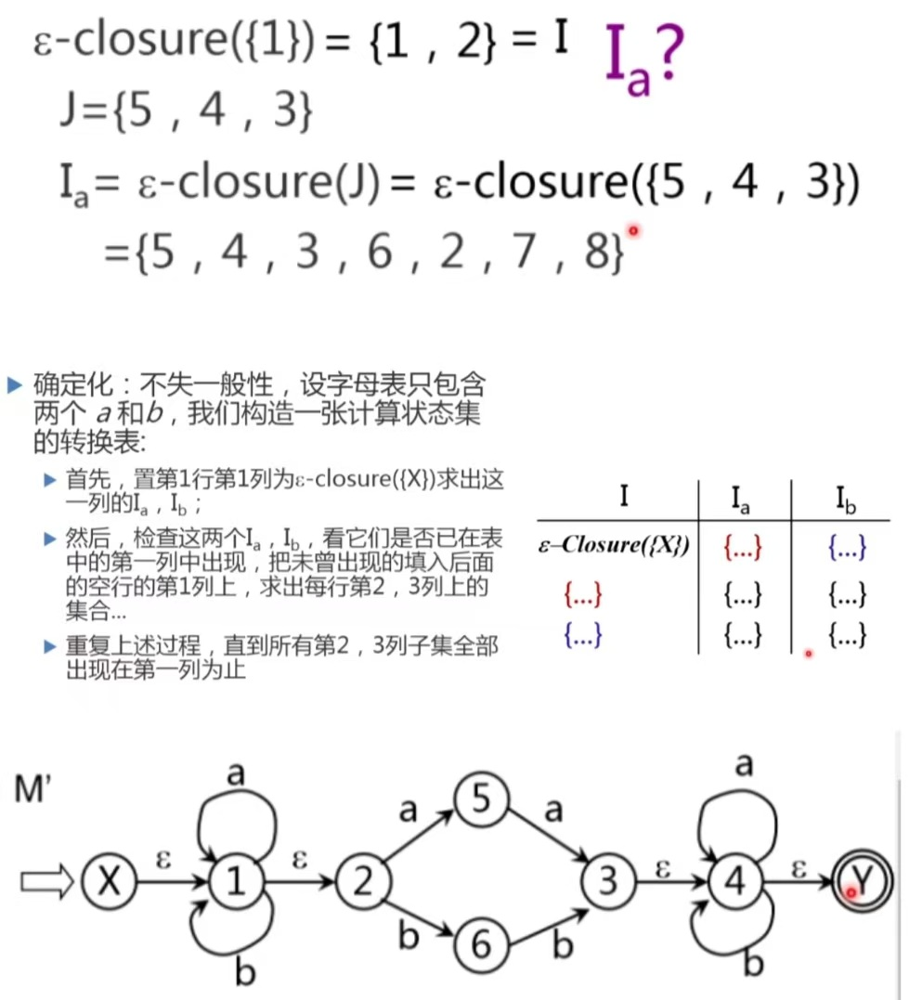 ε-closure({1}) = {1 , 2} = I   Iₐ?
J={5 , 4 , 3}
Iₐ= ε-closure(J) = ε-closure({5 , 4 , 3})
={5 , 4 , 3 , 6 , 2 , 7 , 8}
确定化：不失一般性，设字母表只包含
两个 a 和b，我们构造一张计算状态集
的转换表:
首先，置第1行第1列为ε-closure({X})求出这
一列的Iₐ，I_b；
然后，检查这两个Iₐ，I_b，看它们是否已在表
中的第一列中出现，把未曾出现的填入后面
的空行的第1列上，求出每行第2，3列上的
集合...
重复上述过程，直到所有第2，3列子集全部
出现在第一列为止
I   Iₐ   I_b
ε–Closure({X})   {...}   {...}
{...}   {...}   {...}
{...}   {...}   {...}
M'
a   a
a   5   a
X   ε   1   ε   2   3   ε   4   ε   Y
b   6   b
b   b